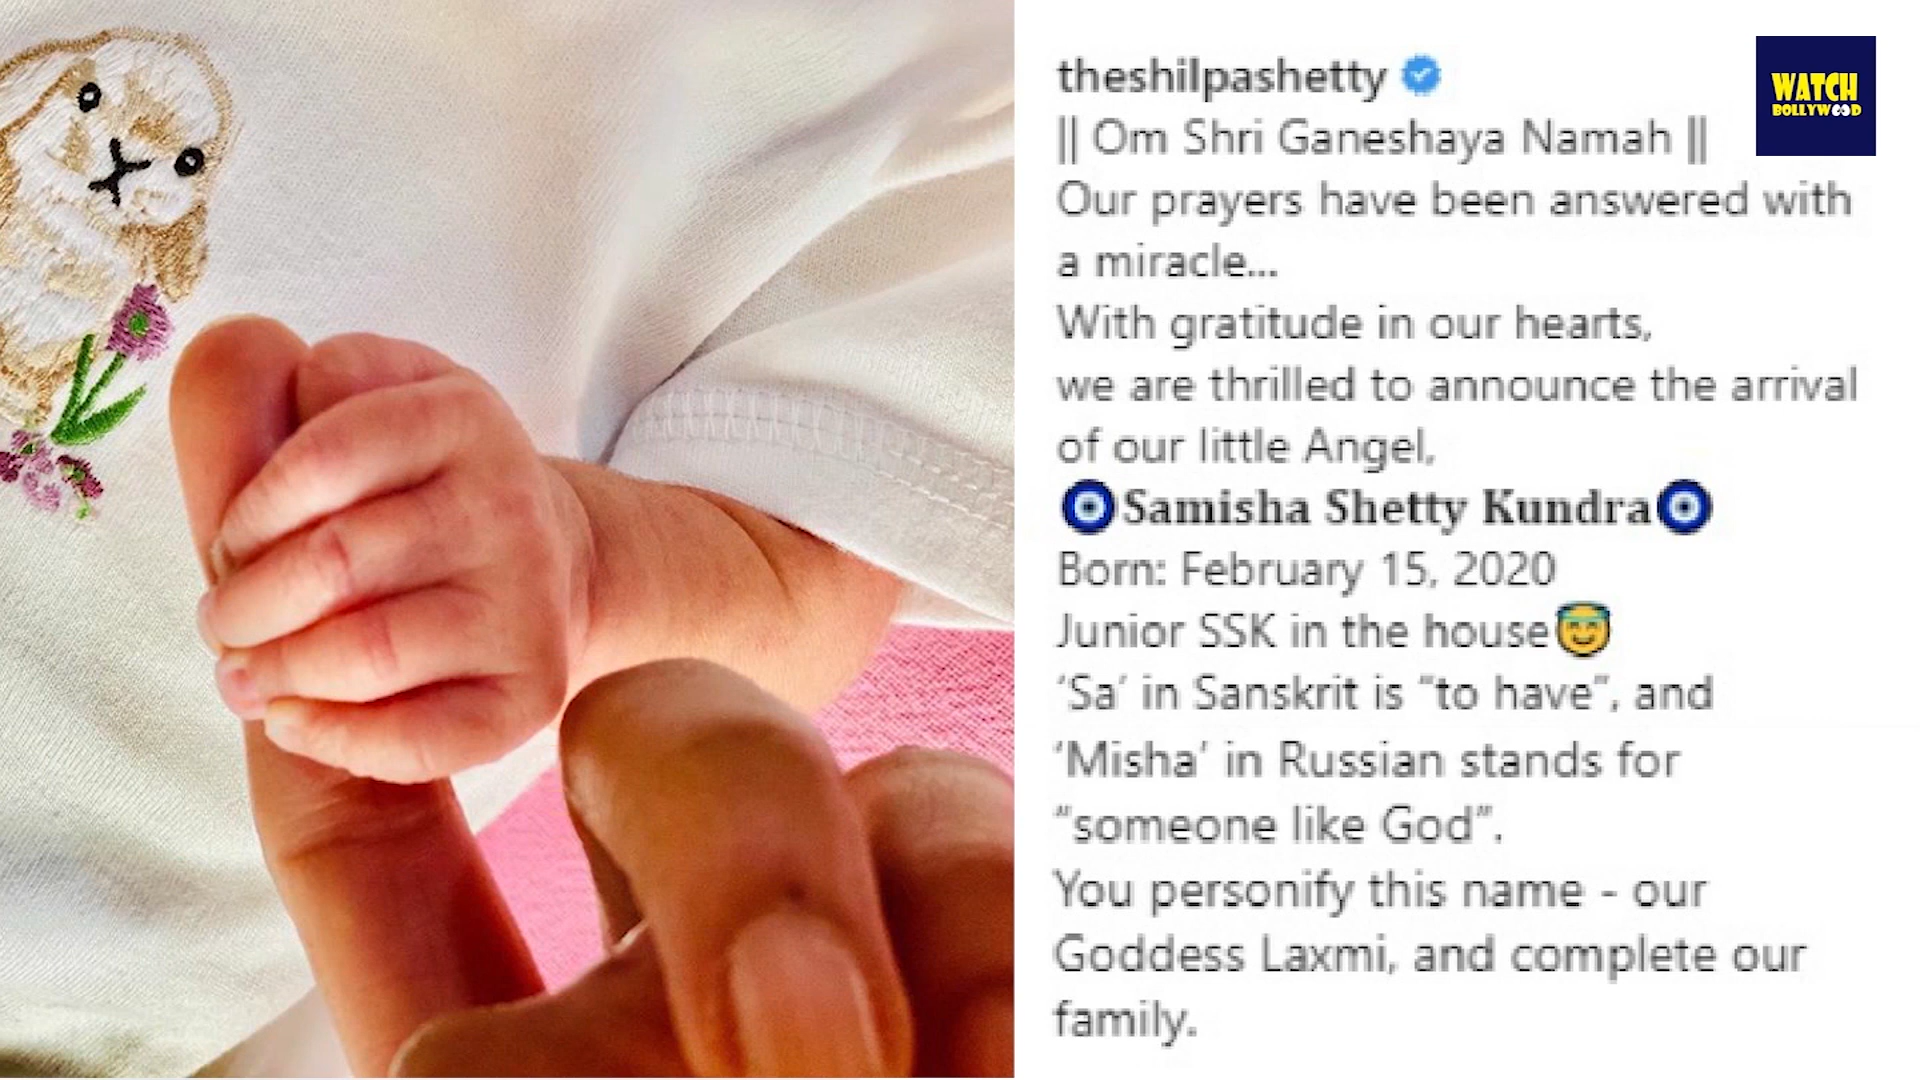 theshilpashetty
|| Om Shri Ganeshaya Namah ||
Our prayers have been answered with
a miracle...
With gratitude in our hearts,
we are thrilled to announce the arrival
of our little Angel,
🧿Samisha Shetty Kundra🧿
Born: February 15, 2020
Junior SSK in the house😇
‘Sa’ in Sanskrit is “to have”, and
‘Misha’ in Russian stands for
“someone like God”.
You personify this name - our
Goddess Laxmi, and complete our
family.
WATCH
BOLLYWOOD